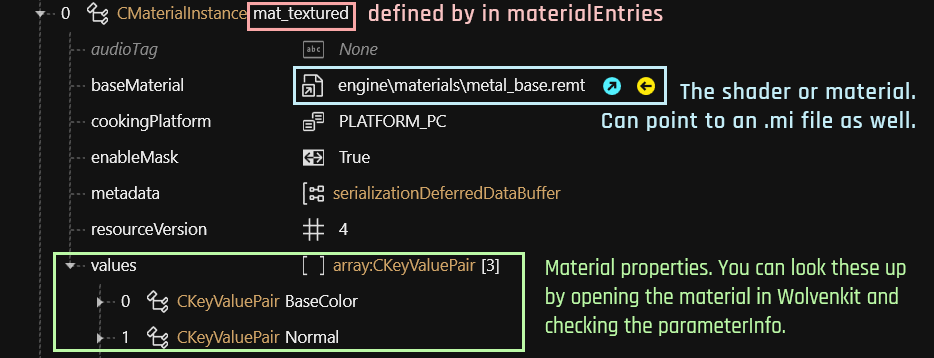 0 CMaterialInstance mat_textured defined by in materialEntries
audioTag abc None
baseMaterial engine\materials\metal_base.remt
The shader or material.
cookingPlatform PLATFORM_PC
Can point to an .mi file as well.
enableMask True
metadata serializationDeferredDataBuffer
resourceVersion 4
values array:CKeyValuePair [3]
Material properties. You can look these up
0 CKeyValuePair BaseColor
by opening the material in Wolvenkit and
1 CKeyValuePair Normal
checking the parameterInfo.